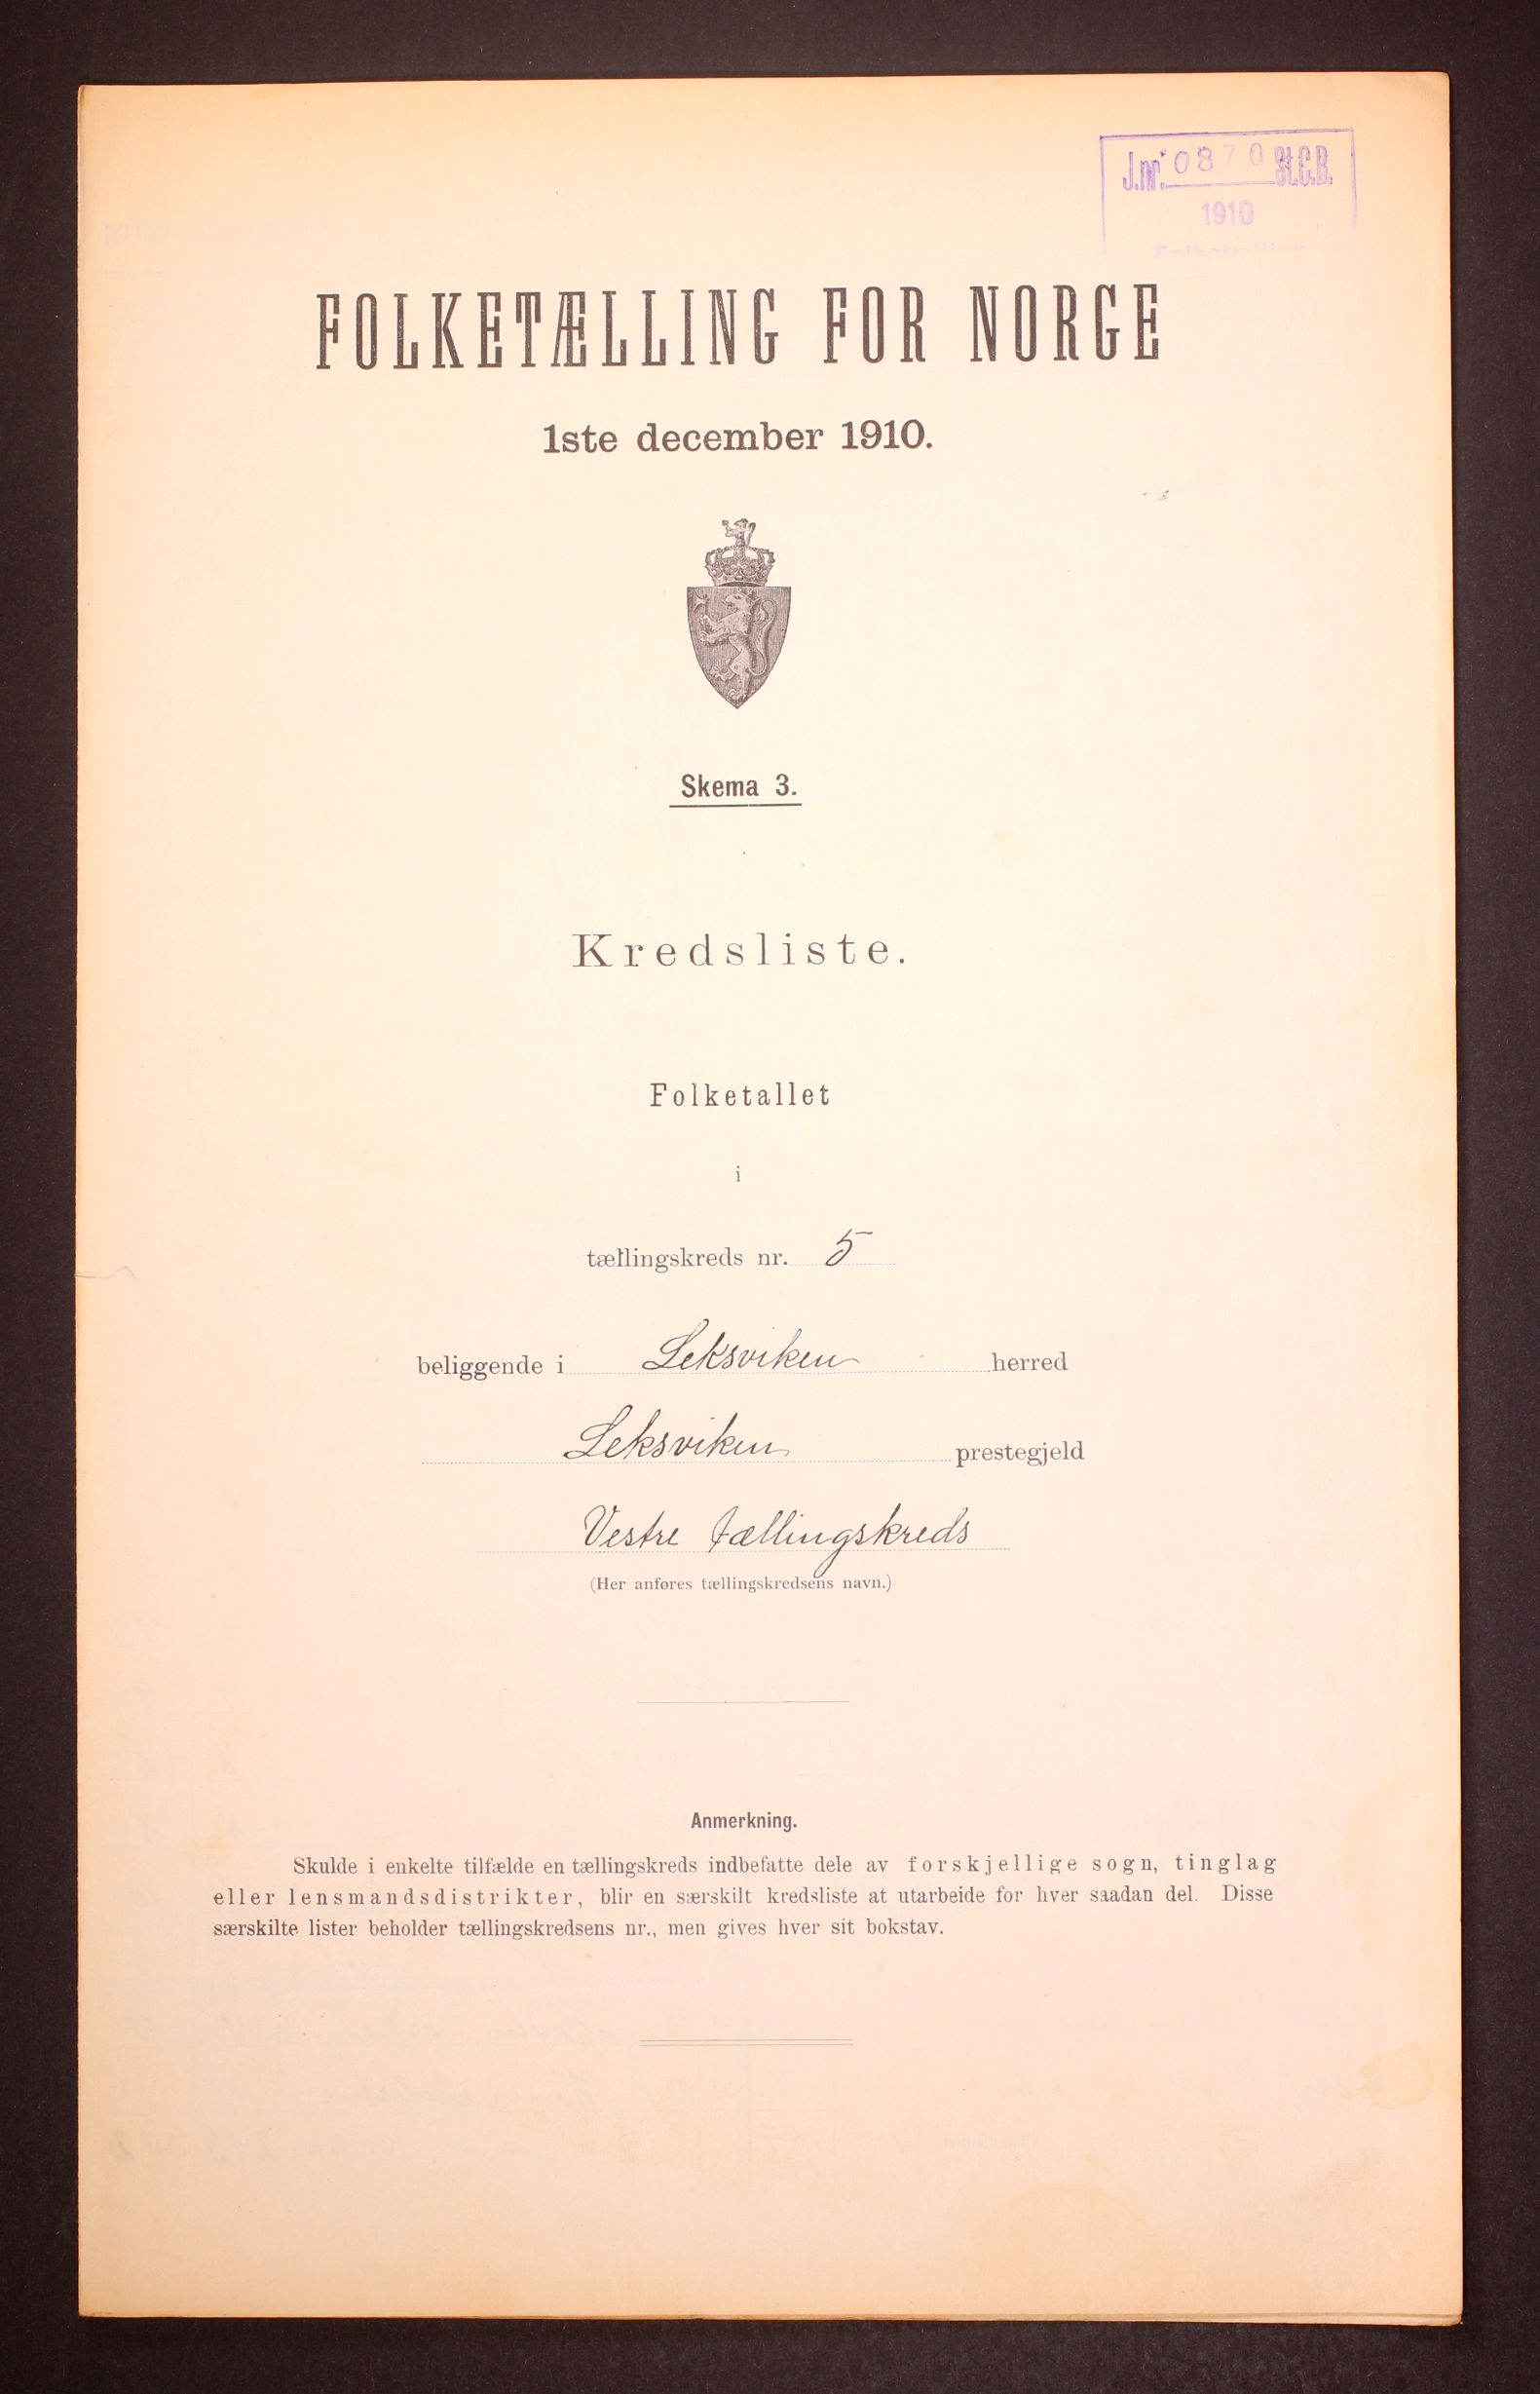 J.nr. 0870 St.C.B.
1910
Folketælling
FOLKETÆLLING FOR NORGE
1ste december 1910.
Skema 3.
Kredsliste.
Folketallet
i
tællingskreds nr. 5
beliggende i Leksviken herred
Leksviken prestegjeld
Vestre tællingskreds
(Her anføres tællingskredsens navn.)
Anmerkning.
Skulde i enkelte tilfælde en tællingskreds indbefatte dele av forskjellige sogn, tinglag
eller lensmandsdistrikter, blir en særskilt kredsliste at utarbeide for hver saadan del. Disse
særskilte lister beholder tællingskredsens nr., men gives hver sit bokstav.